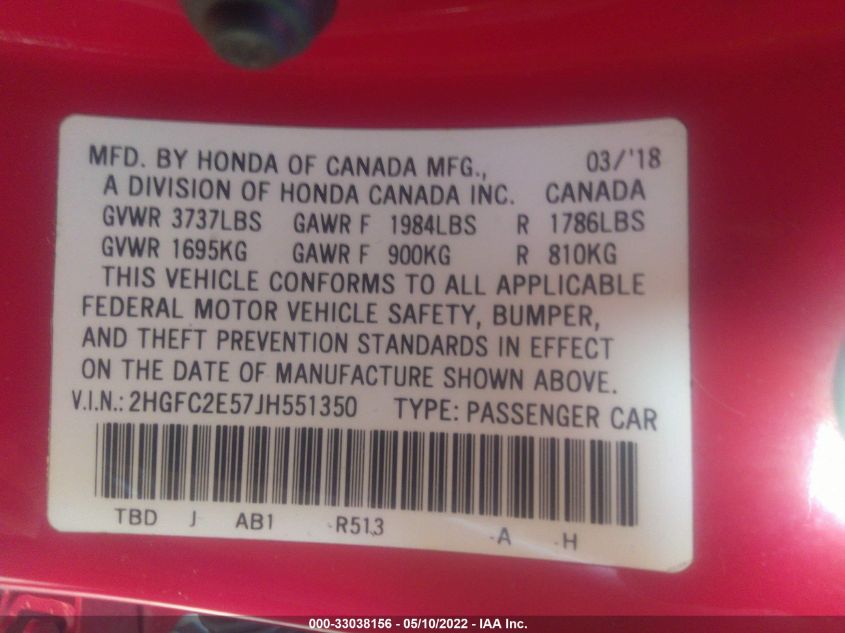 MFD. BY HONDA OF CANADA MFG., 03/'18
A DIVISION OF HONDA CANADA INC. CANADA
GVWR 3737LBS GAWR F 1984LBS R 1786LBS
GVWR 1695KG GAWR F 900KG R 810KG
THIS VEHICLE CONFORMS TO ALL APPLICABLE
FEDERAL MOTOR VEHICLE SAFETY, BUMPER,
AND THEFT PREVENTION STANDARDS IN EFFECT
ON THE DATE OF MANUFACTURE SHOWN ABOVE.
V.I.N.: 2HGFC2E57JH551350 TYPE: PASSENGER CAR
TBD J AB1 -R513 -A -H
000-33038156 - 05/10/2022 - IAA Inc.